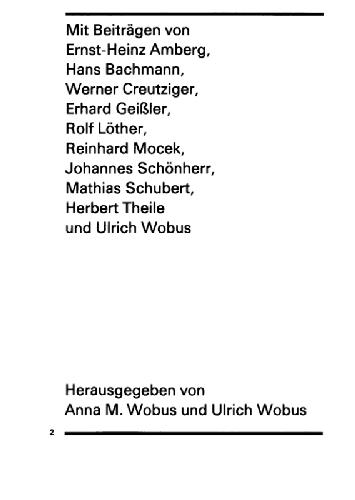 Mit Beiträgen von
Ernst-Heinz Amberg,
Hans Bachmann,
Werner Creutziger,
Erhard Geißler,
Rolf Löther,
Reinhard Mocek,
Johannes Schönherr,
Mathias Schubert,
Herbert Theile
und Ulrich Wobus
Herausgegeben von
Anna M. Wobus und Ulrich Wobus
2